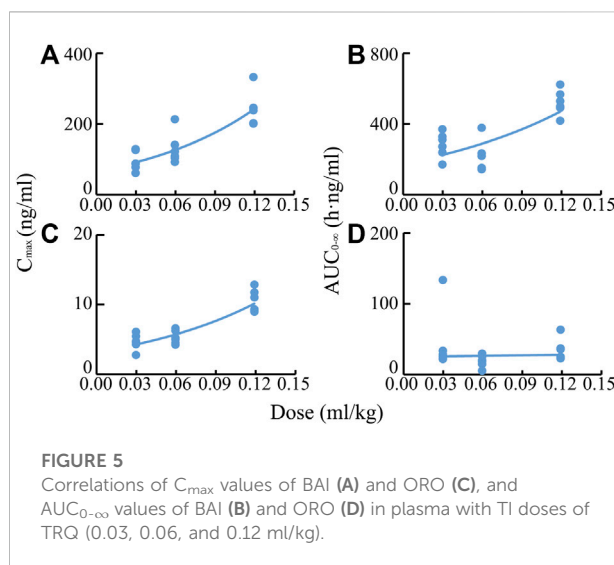 A
B
400
200
0
0.00 0.03 0.06 0.09 0.12 0.15
800
400
0
0.00 0.03 0.06 0.09 0.12 0.15
Cmax (ng/ml)
AUC0-∞ (h·ng/ml)
C
D
20
10
0
0.00 0.03 0.06 0.09 0.12 0.15
200
100
0
0.00 0.03 0.06 0.09 0.12 0.15
Dose (ml/kg)
FIGURE 5
Correlations of Cmax values of BAI (A) and ORO (C), and
AUC0-∞ values of BAI (B) and ORO (D) in plasma with TI doses of
TRQ (0.03, 0.06, and 0.12 ml/kg).